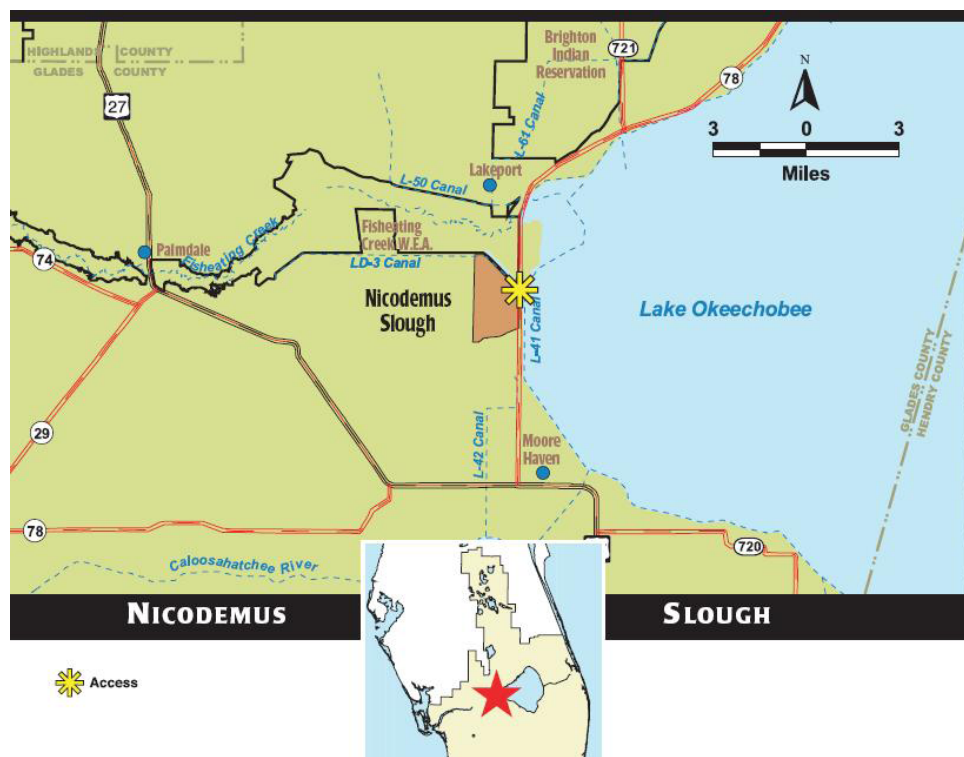 HIGHLANDS COUNTY
GLADES COUNTY
27
Brighton
Indian
Reservation
721
78
N
3 0 3
Miles
L-61 Canal
Lakeport
L-50 Canal
Fisheating
Creek W.E.A.
Palmdale
Fisheating Creek
74
LD-3 Canal
Nicodemus
Slough
L-41 Canal
Lake Okeechobee
GLADES COUNTY
HENDRY COUNTY
29
L-42 Canal
Moore
Haven
78
720
Caloosahatchee River
NICODEMUS SLOUGH
Access